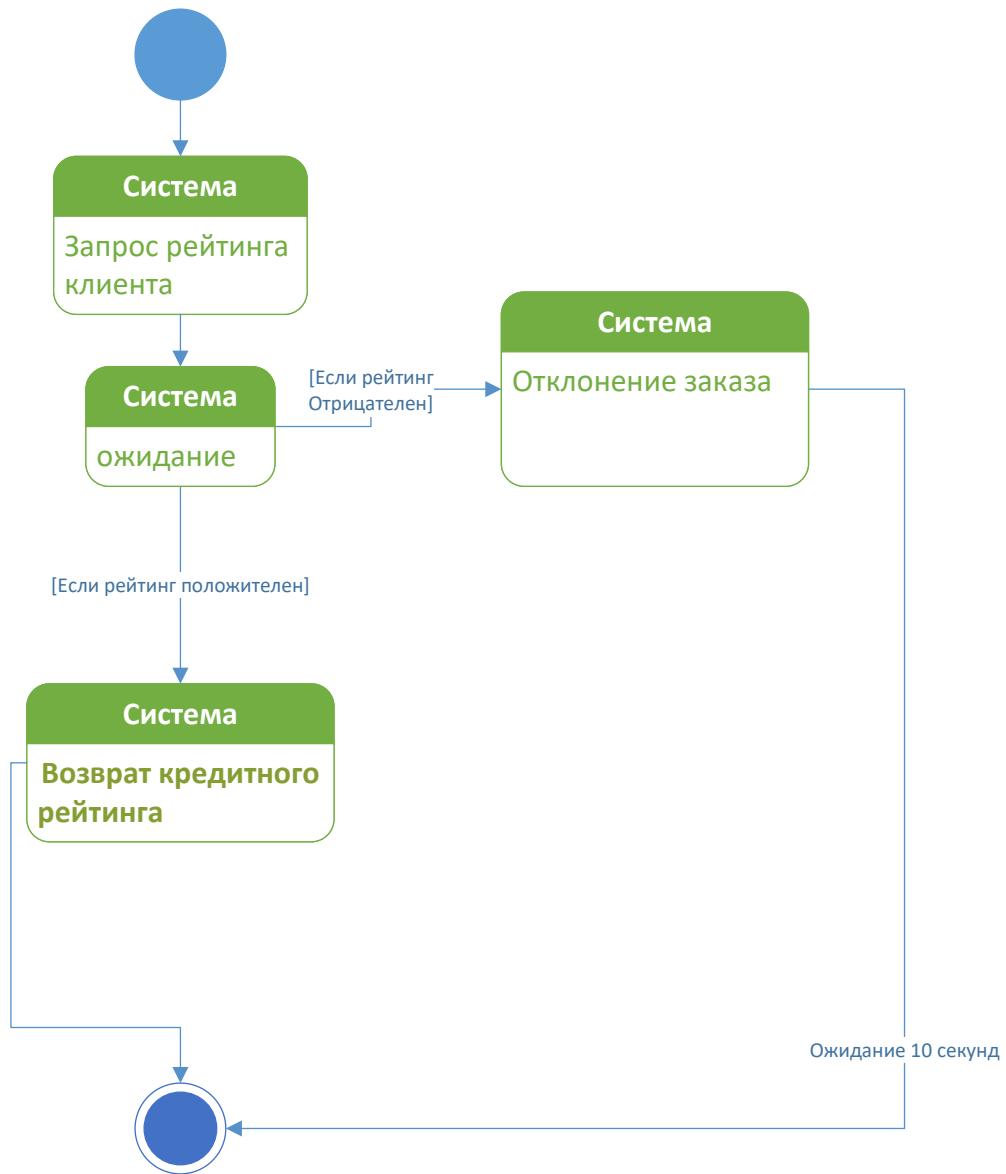 Система
Запрос рейтинга
клиента
Система
ожидание
[Если рейтинг
Отрицателен]
Система
Отклонение заказа
[Если рейтинг положителен]
Система
Возврат кредитного
рейтинга
Ожидание 10 секунд